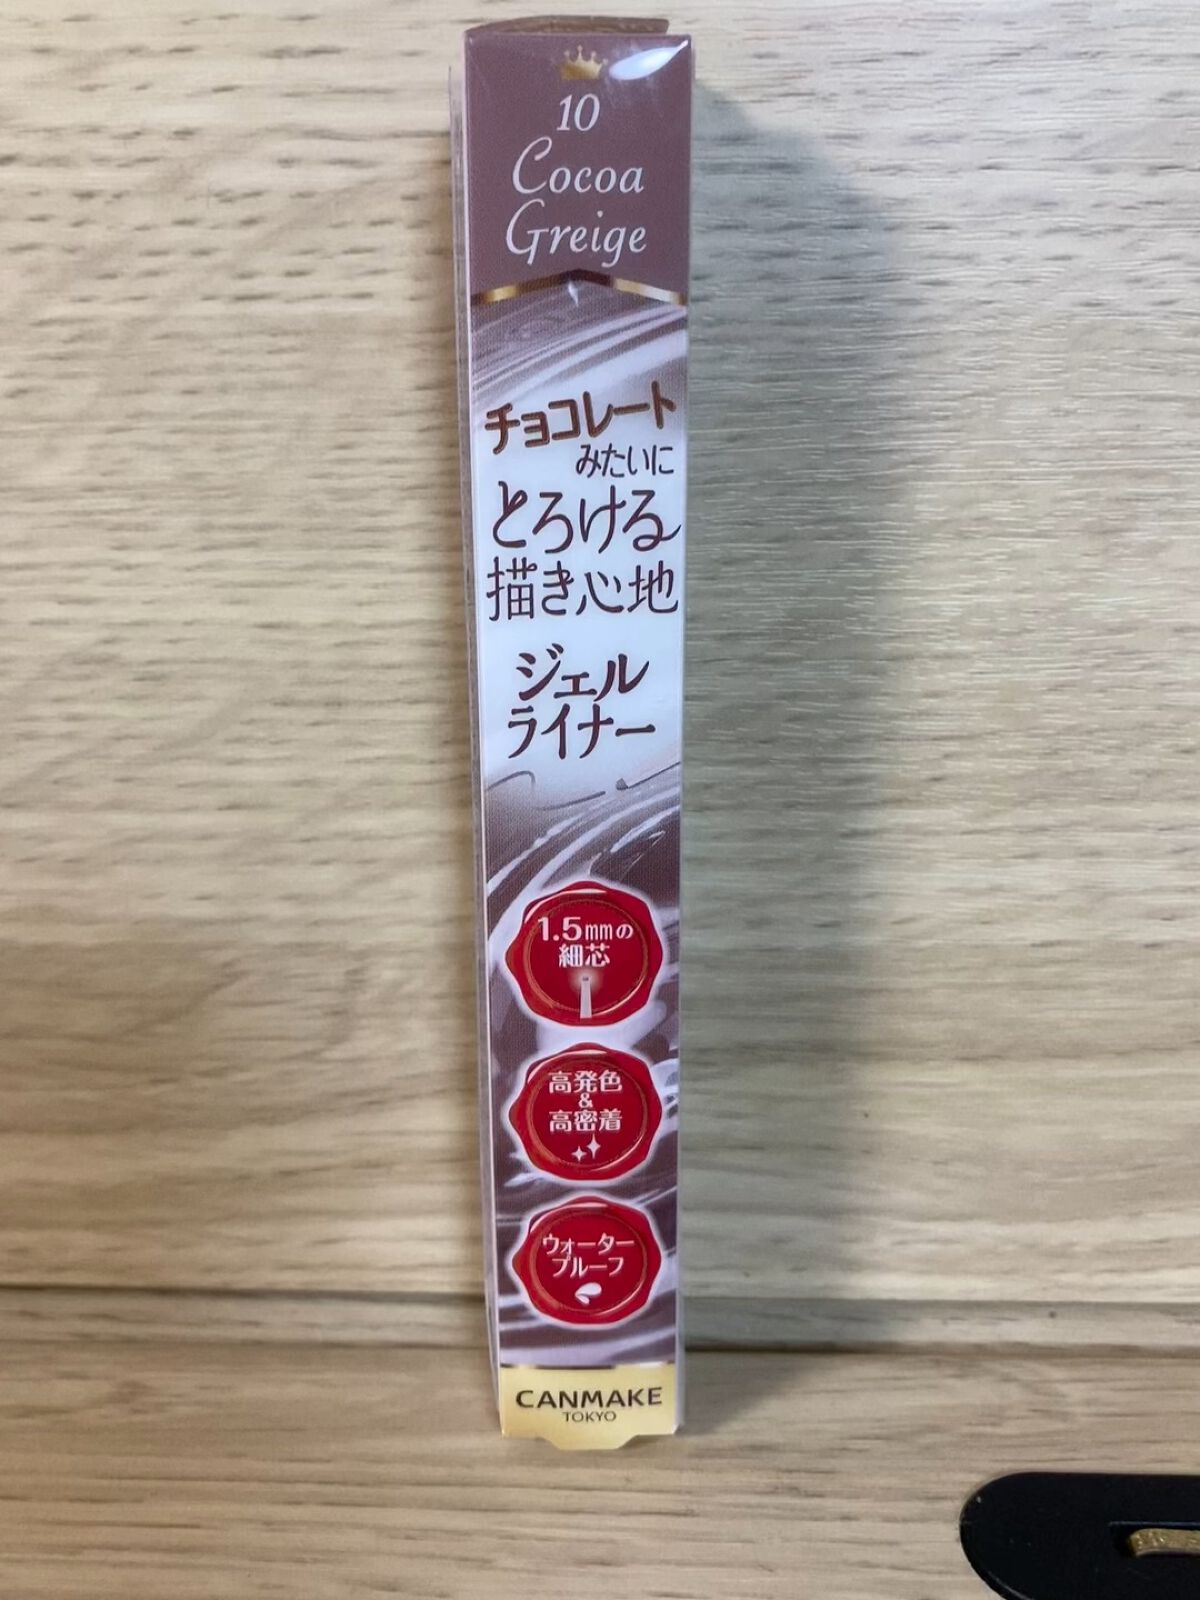 10
Cocoa
Greige
チョコレート
みたいに
とろける
描き心地
ジェル
ライナー
1.5㎜の
細芯
高発色
&
高密着
ウォーター
プルーフ
CANMAKE
TOKYO